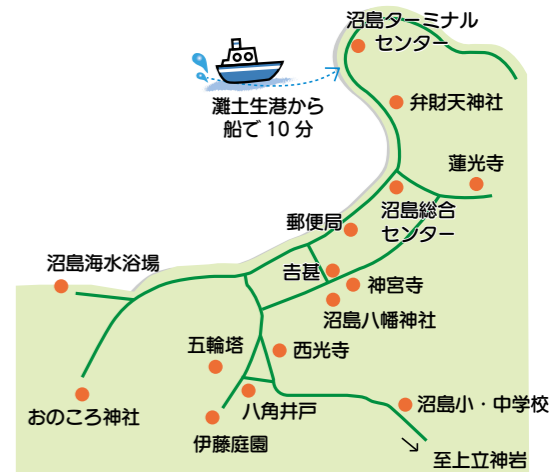 沼島ターミナル
センター
灘土生港から
船で10分
弁財天神社
蓮光寺
沼島総合
センター
郵便局
沼島海水浴場
吉甚
神宮寺
沼島八幡神社
五輪塔
西光寺
おのころ神社
八角井戸
沼島小・中学校
伊藤庭園
至上立神岩